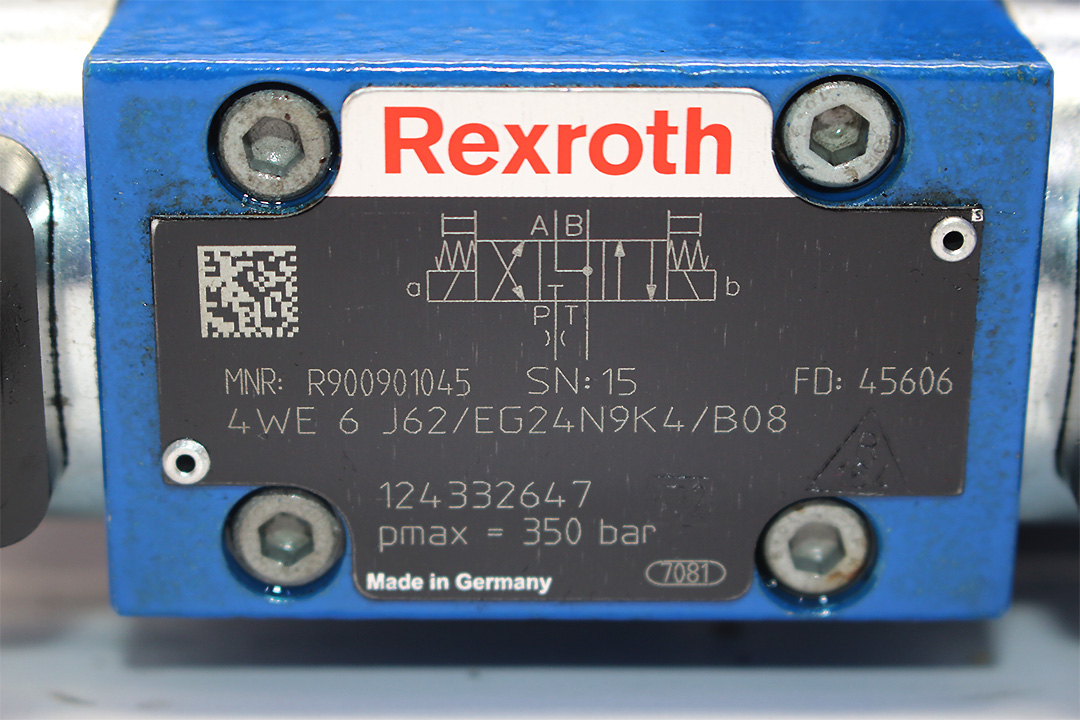 Rexroth
A B
a b
P T
MNR: R900901045 SN: 15 FD: 45606
4WE 6 J62/EG24N9K4/B08
124332647
pmax = 350 bar
Made in Germany
7081